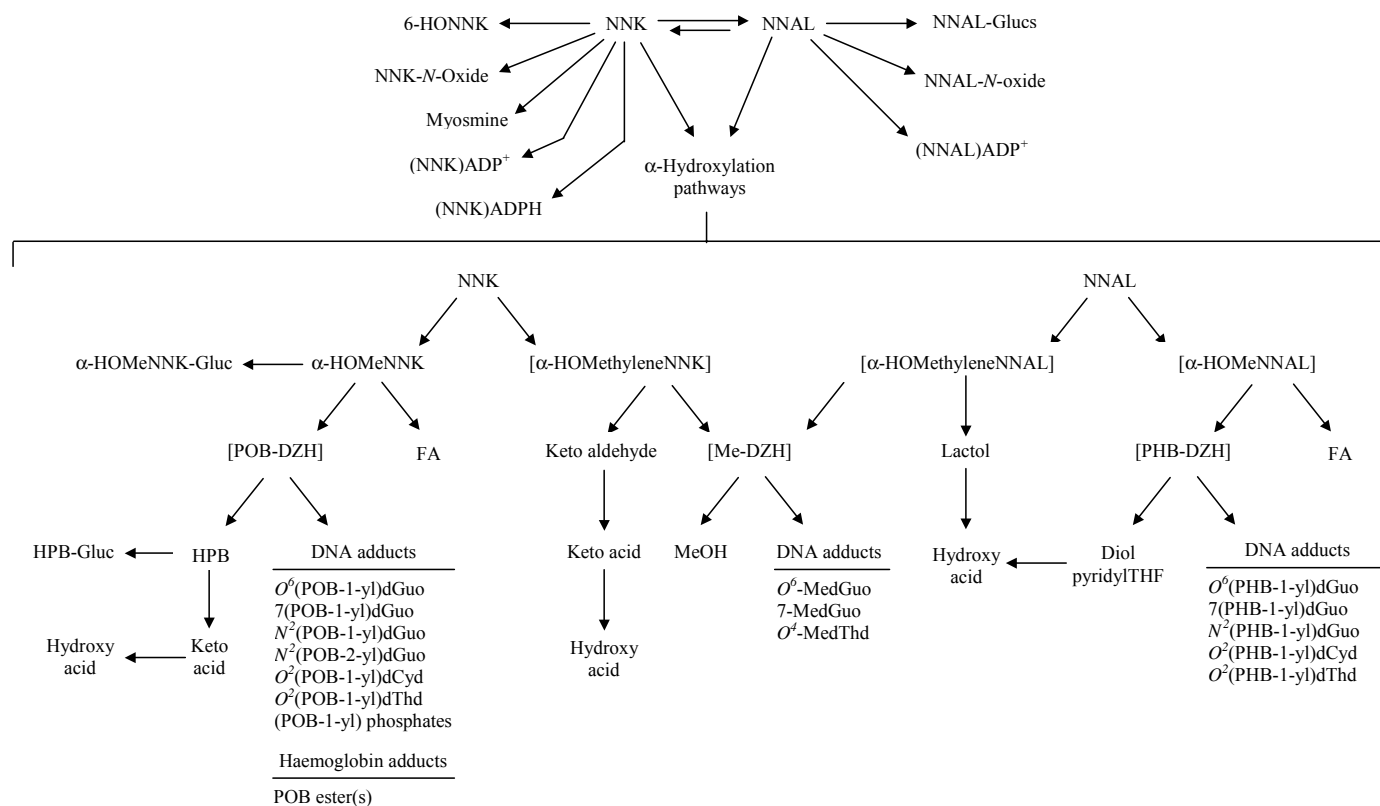 6-HONNK
NNK
NNAL
NNAL-Glucs
NNK-N-Oxide
NNAL-N-oxide
Myosmine
(NNK)ADP⁺
(NNAL)ADP⁺
α-Hydroxylation
pathways
(NNK)ADPH
NNK
NNAL
α-HOMeNNK-Gluc
α-HOMeNNK
[α-HOMethyleneNNK]
[α-HOMethyleneNNAL]
[α-HOMeNNAL]
[POB-DZH]
FA
Keto aldehyde
[Me-DZH]
Lactol
[PHB-DZH]
FA
HPB-Gluc
HPB
DNA adducts
O⁶(POB-1-yl)dGuo
7(POB-1-yl)dGuo
N²(POB-1-yl)dGuo
N²(POB-2-yl)dGuo
O²(POB-1-yl)dCyd
O²(POB-1-yl)dThd
(POB-1-yl) phosphates
Hydroxy
acid
Keto
acid
Haemoglobin adducts
POB ester(s)
Keto acid
Hydroxy
acid
MeOH
DNA adducts
O⁶-MedGuo
7-MedGuo
O⁴-MedThd
Hydroxy
acid
Diol
pyridylTHF
DNA adducts
O⁶(PHB-1-yl)dGuo
7(PHB-1-yl)dGuo
N²(PHB-1-yl)dGuo
O²(PHB-1-yl)dCyd
O²(PHB-1-yl)dThd